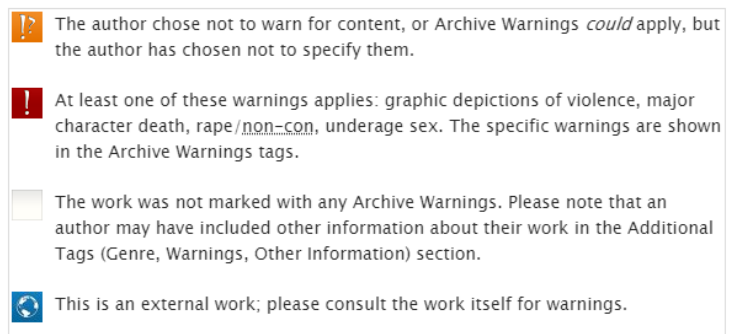 !? The author chose not to warn for content, or Archive Warnings could apply, but
the author has chosen not to specify them.
! At least one of these warnings applies: graphic depictions of violence, major
character death, rape/non-con, underage sex. The specific warnings are shown
in the Archive Warnings tags.
The work was not marked with any Archive Warnings. Please note that an
author may have included other information about their work in the Additional
Tags (Genre, Warnings, Other Information) section.
This is an external work; please consult the work itself for warnings.